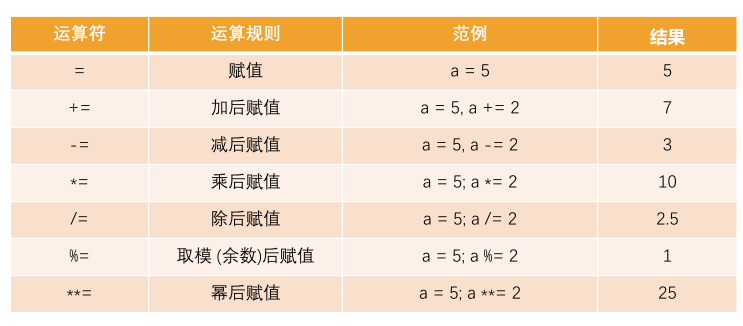 运算符 运算规则 范例 结果
= 赋值 a = 5 5
+= 加后赋值 a = 5, a += 2 7
-= 减后赋值 a = 5, a -= 2 3
*= 乘后赋值 a = 5; a *= 2 10
/= 除后赋值 a = 5; a /= 2 2.5
%= 取模 (余数)后赋值 a = 5; a %= 2 1
**= 幂后赋值 a = 5; a **= 2 25